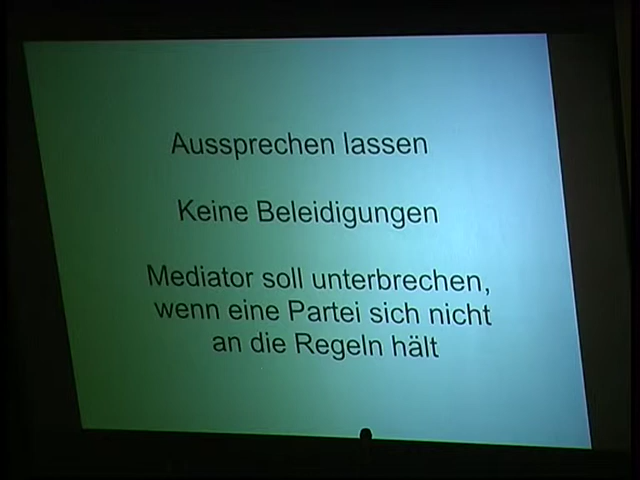 Aussprechen lassen
Keine Beleidigungen
Mediator soll unterbrechen,
wenn eine Partei sich nicht
an die Regeln hält